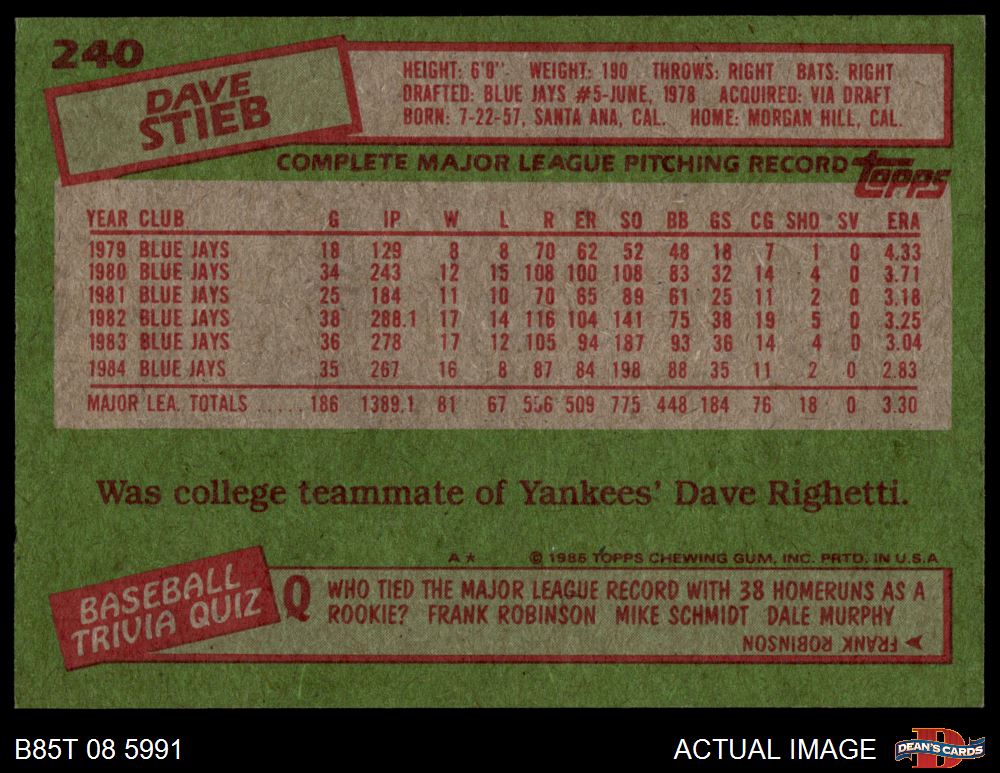 240
DAVE
STIEB
HEIGHT: 6'0" WEIGHT: 190 THROWS: RIGHT BATS: RIGHT
DRAFTED: BLUE JAYS #5-JUNE, 1978 ACQUIRED: VIA DRAFT
BORN: 7-22-57, SANTA ANA, CAL. HOME: MORGAN HILL, CAL.
COMPLETE MAJOR LEAGUE PITCHING RECORD topps
YEAR CLUB G IP W L R ER SO BB GS CG SHO SV ERA
1979 BLUE JAYS 18 129 8 8 70 62 52 48 18 7 1 0 4.33
1980 BLUE JAYS 34 243 12 15 108 100 108 83 32 14 4 0 3.71
1981 BLUE JAYS 25 184 11 10 70 65 89 61 25 11 2 0 3.18
1982 BLUE JAYS 38 288.1 17 14 116 104 141 75 38 19 5 0 3.25
1983 BLUE JAYS 36 278 17 12 105 94 187 93 36 14 4 0 3.04
1984 BLUE JAYS 35 267 16 8 87 84 198 88 35 11 2 0 2.83
MAJOR LEA. TOTALS ...... 186 1389.1 81 67 556 509 775 448 184 76 18 0 3.30
Was college teammate of Yankees' Dave Righetti.
A* © 1985 TOPPS CHEWING GUM, INC. PRTD. IN U.S.A
BASEBALL
TRIVIA QUIZ
Q WHO TIED THE MAJOR LEAGUE RECORD WITH 38 HOMERUNS AS A
ROOKIE? FRANK ROBINSON MIKE SCHMIDT DALE MURPHY
FRANK ROBINSON
B85T 08 5991
ACTUAL IMAGE
D
DEAN'S CARDS